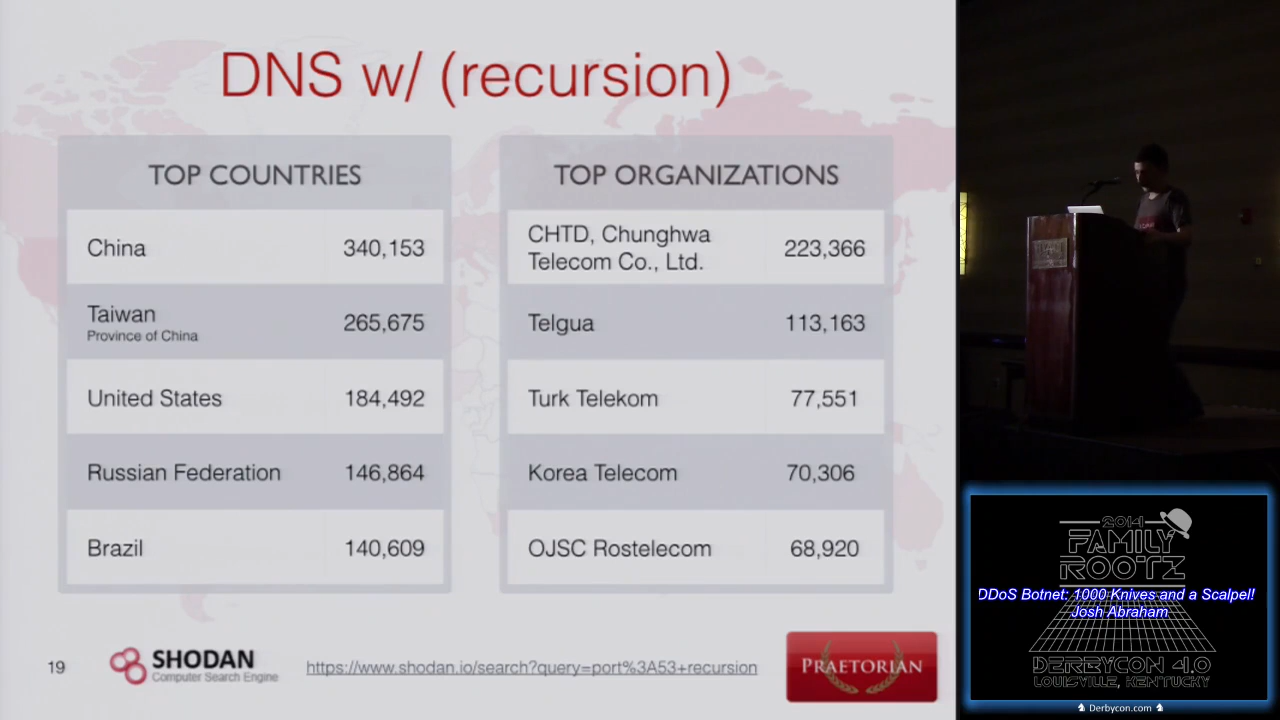 DNS w/ (recursion)
TOP COUNTRIES
China 340,153
Taiwan
Province of China
265,675
United States 184,492
Russian Federation 146,864
Brazil 140,609
TOP ORGANIZATIONS
CHTD, Chunghwa
Telecom Co., Ltd.
223,366
Telgua 113,163
Turk Telekom 77,551
Korea Telecom 70,306
OJSC Rostelecom 68,920
19
SHODAN
Computer Search Engine
https://www.shodan.io/search?query=port%3A53+recursion
PRAETORIAN
2014
FAMILY
ROOTZ
DDoS Botnet: 1000 Knives and a Scalpel!
Josh Abraham
DERBYCON 4.0
LOUISVILLE, KENTUCKY
Derbycon.com